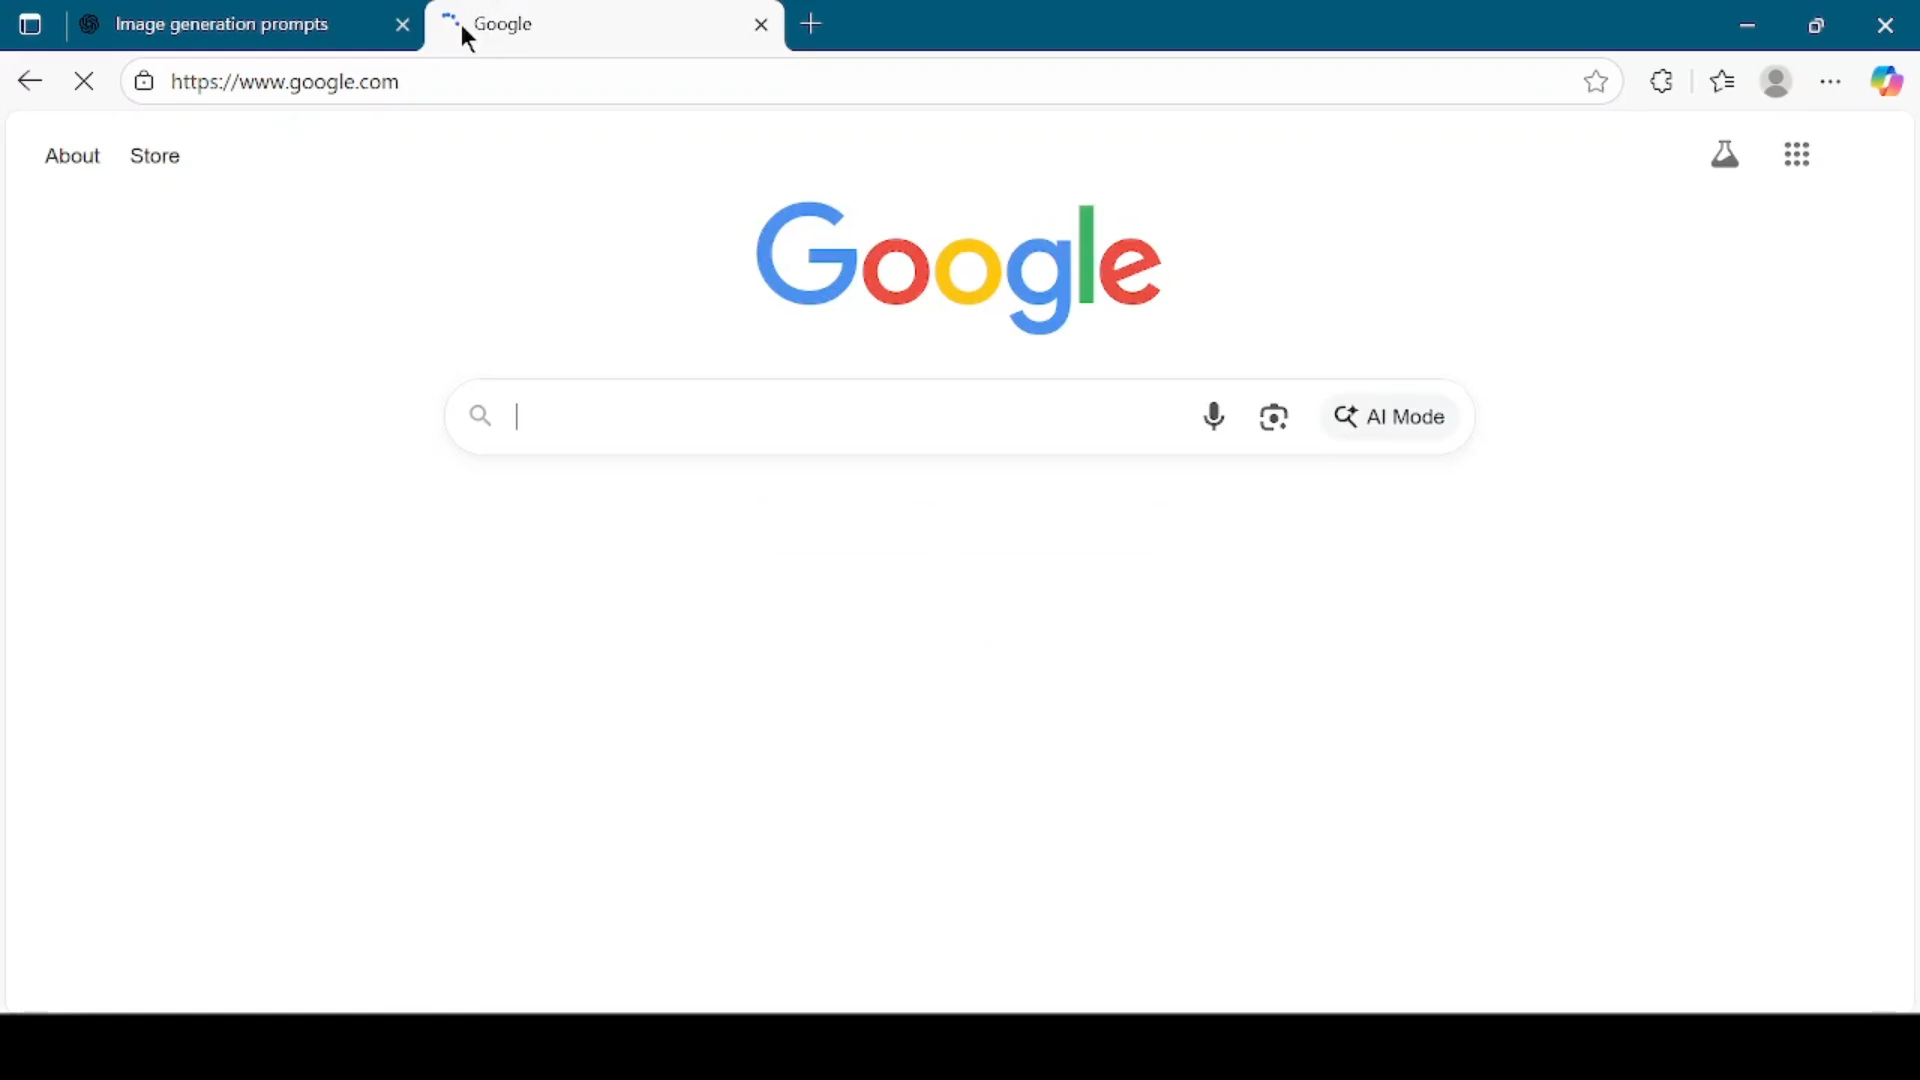 Image generation prompts
Google
https://www.google.com
About Store
Google
AI Mode